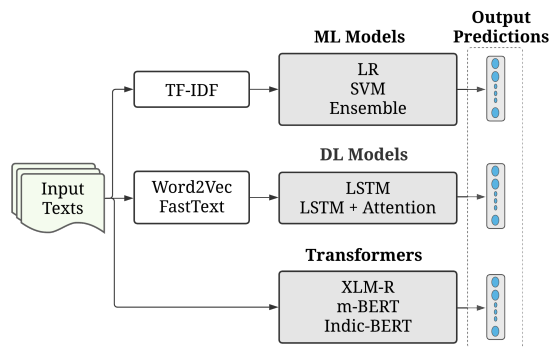 Output
Predictions
ML Models
TF-IDF
LR
SVM
Ensemble
DL Models
Input
Texts
Word2Vec
FastText
LSTM
LSTM + Attention
Transformers
XLM-R
m-BERT
Indic-BERT